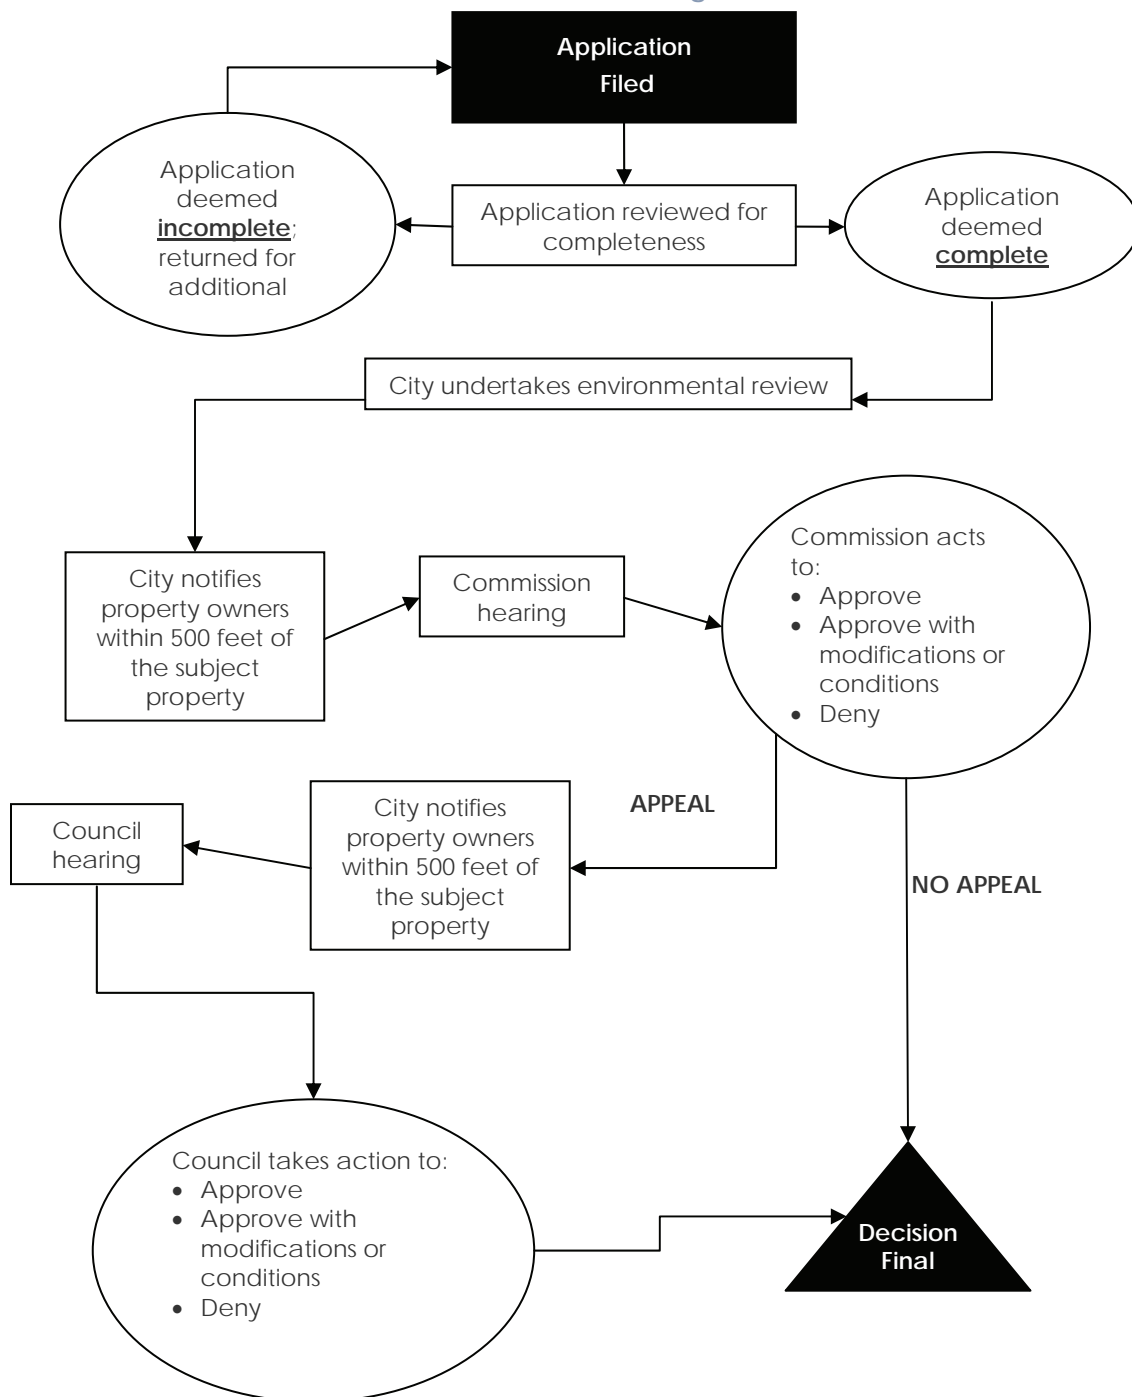 Application
Filed
Application
deemed
incomplete;
returned for
additional
Application reviewed for
completeness
Application
deemed
complete
City undertakes environmental review
City notifies
property owners
within 500 feet of
the subject
property
Commission
hearing
Commission acts
to:
• Approve
• Approve with
modifications or
conditions
• Deny
APPEAL
NO APPEAL
City notifies
property owners
within 500 feet of
the subject
property
Council
hearing
Council takes action to:
• Approve
• Approve with
modifications or
conditions
• Deny
Decision
Final